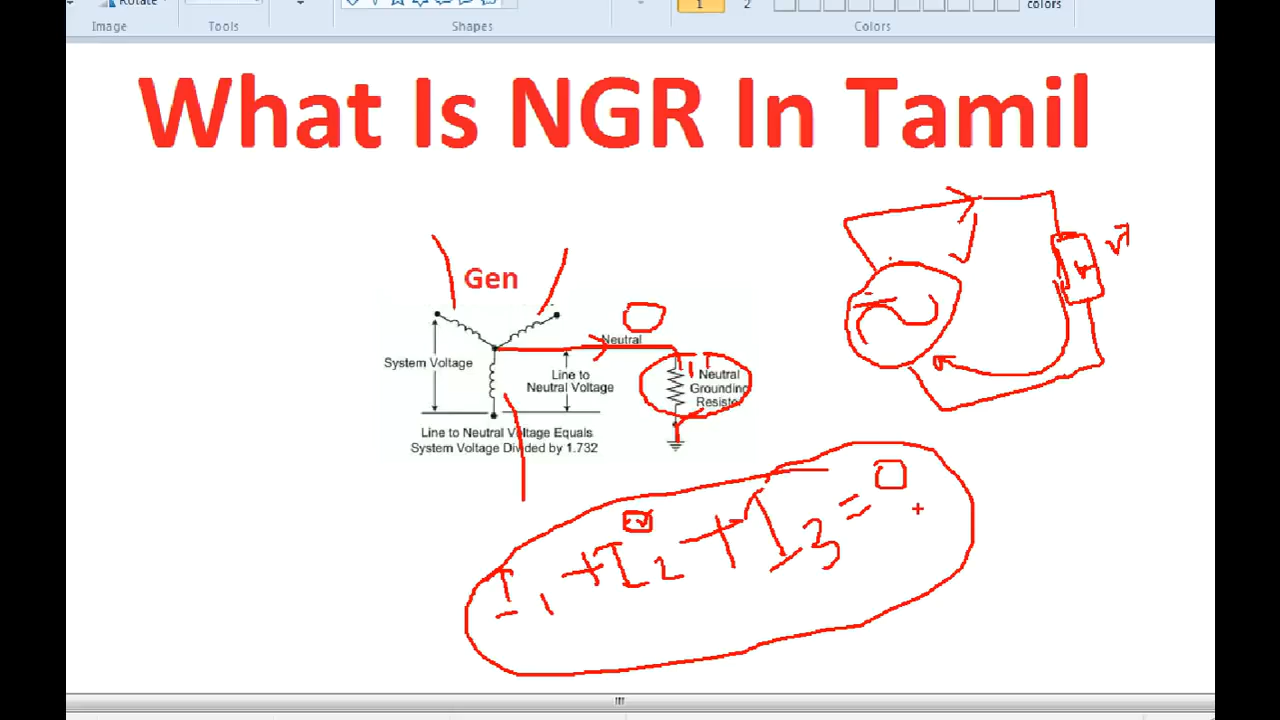 Rotate
1 2 colors
Image Tools Shapes Colors
What Is NGR In Tamil
Gen
Neutral
System Voltage
Line to
Neutral Voltage
Neutral
Grounding
Resistor
Line to Neutral Voltage Equals
System Voltage Divided by 1.732
I1 + I2 + I3 = 0